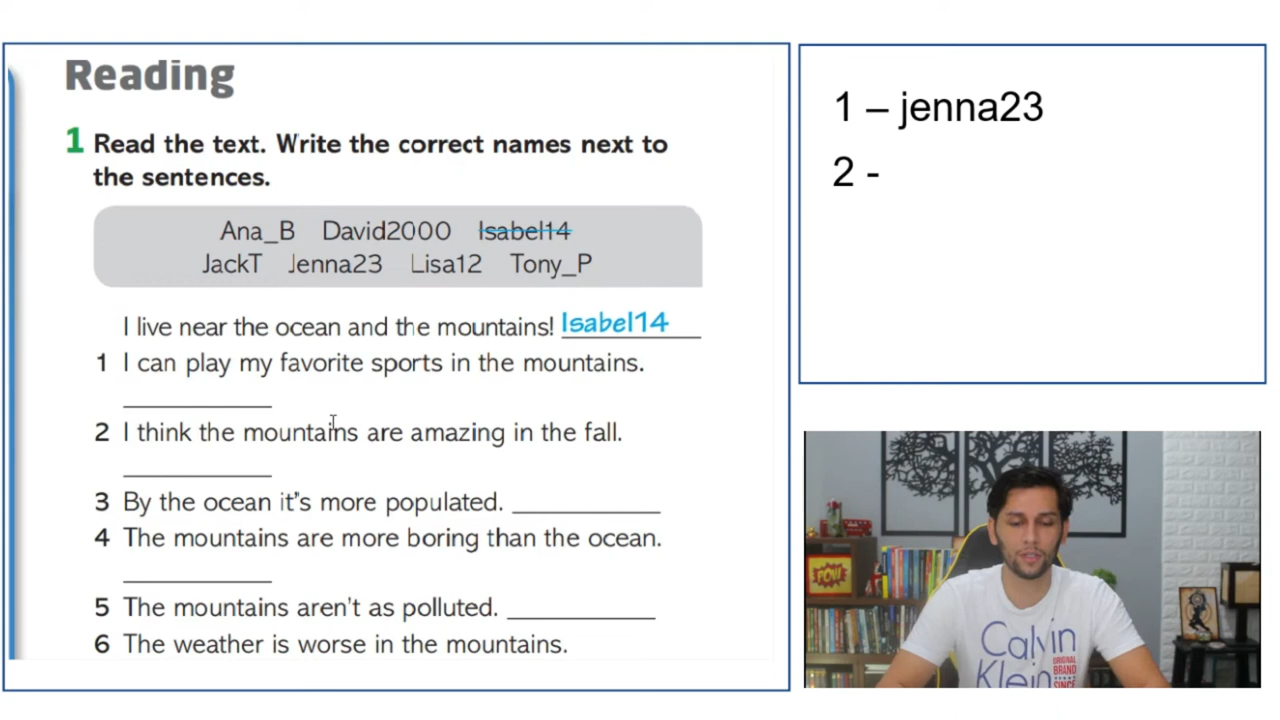 Reading
1 Read the text. Write the correct names next to
the sentences.
Ana_B David2000 Isabel14
JackT Jenna23 Lisa12 Tony_P
I live near the ocean and the mountains! Isabel14
1 I can play my favorite sports in the mountains.
2 I think the mountains are amazing in the fall.
3 By the ocean it's more populated.
4 The mountains are more boring than the ocean.
5 The mountains aren't as polluted.
6 The weather is worse in the mountains.
1 – jenna23
2 -
POW
Calvin
Klein
ORIGINAL
BRAND
SINCE